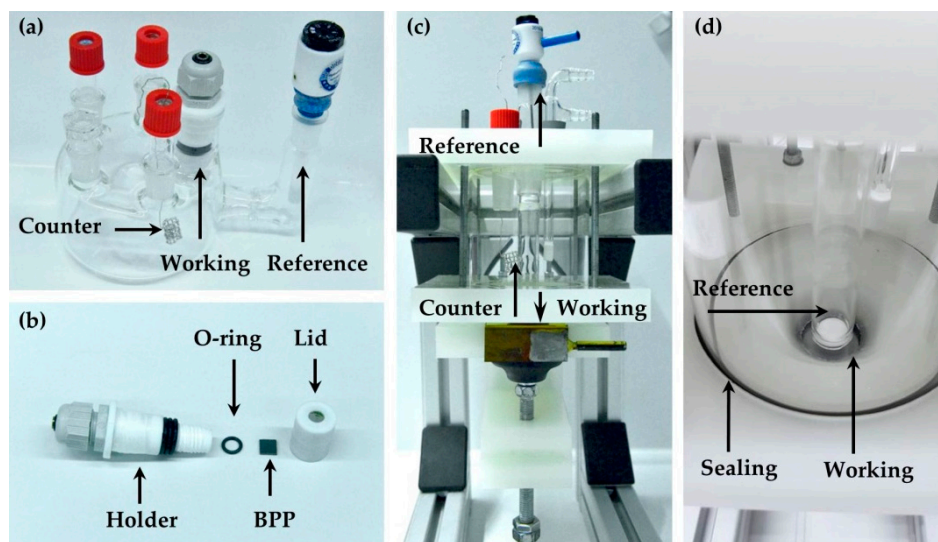 (a)
Counter
Working
Reference
(b)
O-ring
Lid
Holder
BPP
(c)
Reference
Counter
Working
(d)
Reference
Sealing
Working